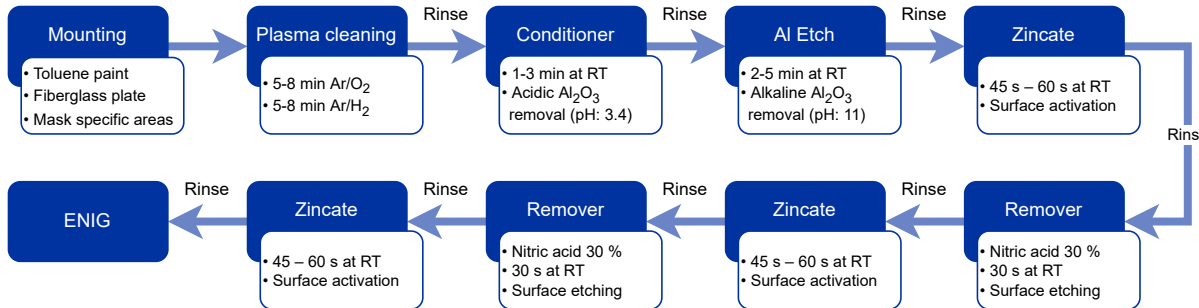 Rinse
Rinse
Rinse
Rinse
Mounting
Plasma cleaning
Conditioner
Al Etch
Zincate
• Toluene paint
• Fiberglass plate
• Mask specific areas
• 5-8 min Ar/O₂
• 5-8 min Ar/H₂
• 1-3 min at RT
• Acidic Al₂O₃
removal (pH: 3.4)
• 2-5 min at RT
• Alkaline Al₂O₃
removal (pH: 11)
• 45 s – 60 s at RT
• Surface activation
Rins
Rinse
Rinse
Rinse
Rinse
ENIG
Zincate
Remover
Zincate
Remover
• 45 – 60 s at RT
• Surface activation
• Nitric acid 30 %
• 30 s at RT
• Surface etching
• 45 – 60 s at RT
• Surface activation
• Nitric acid 30 %
• 30 s at RT
• Surface etching